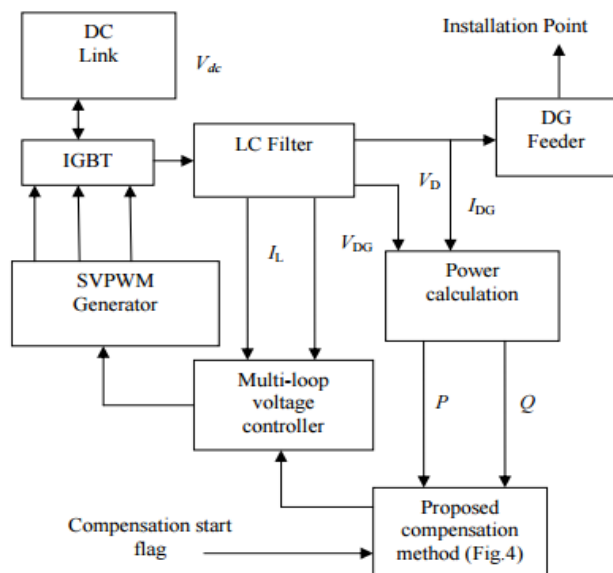 DC
Link
V_dc
Installation Point
DG
Feeder
IGBT
LC Filter
V_D
I_DG
I_L
V_DG
SVPWM
Generator
Power
calculation
Multi-loop
voltage
controller
P
Q
Compensation start
flag
Proposed
compensation
method (Fig.4)